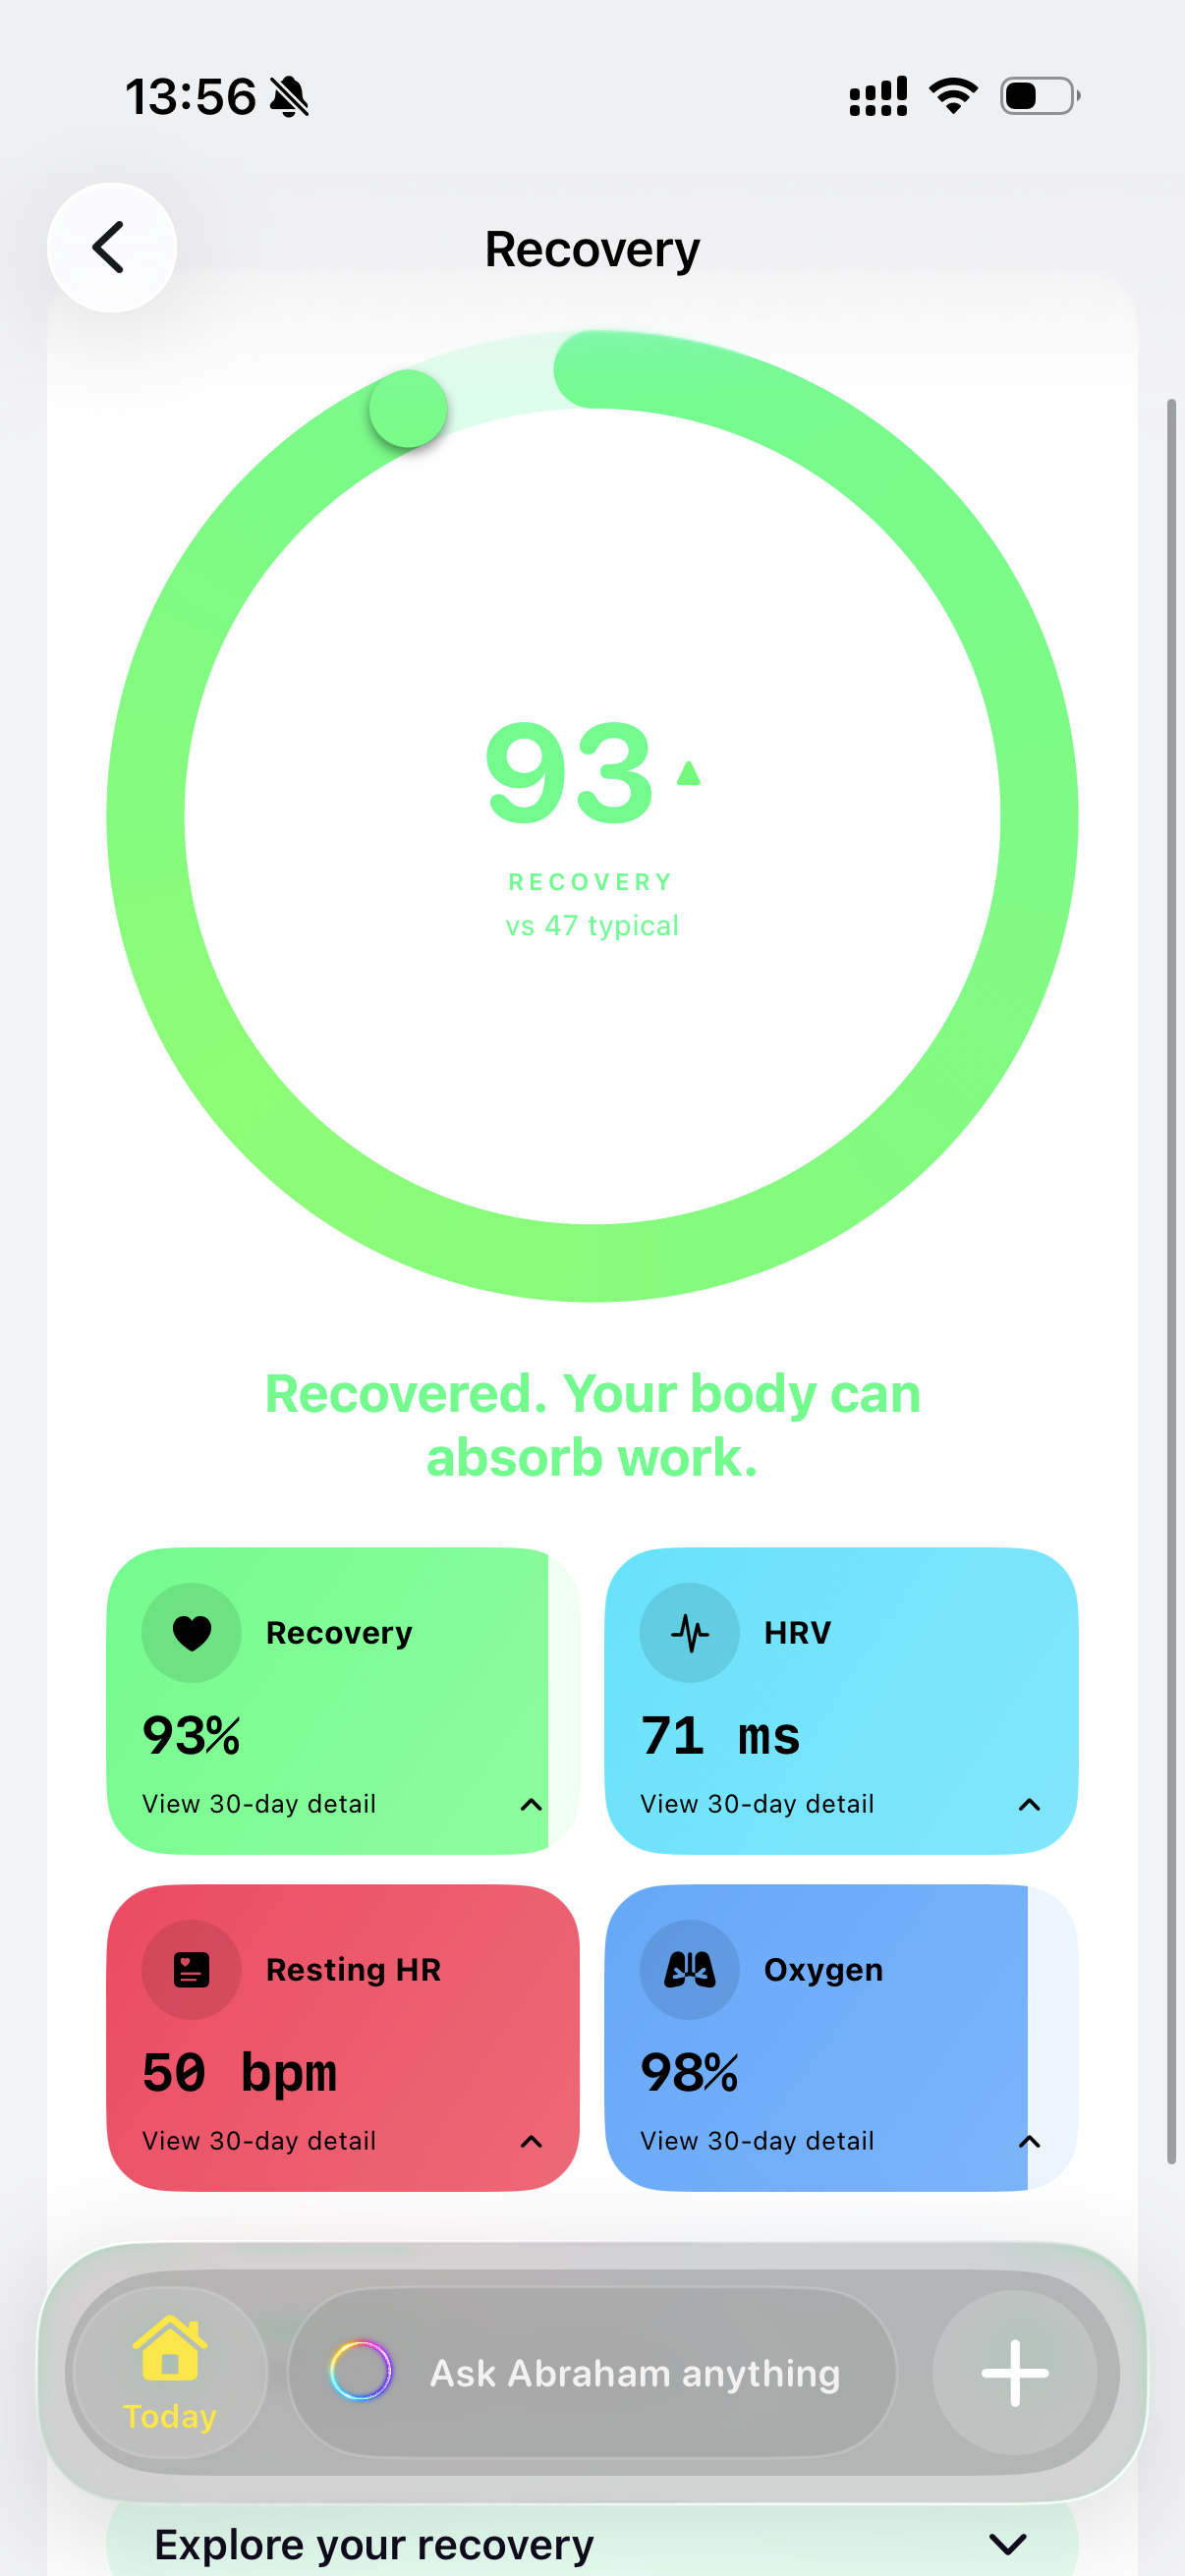 13:56
Recovery
93
RECOVERY
vs 47 typical
Recovered. Your body can
absorb work.
Recovery
93%
View 30-day detail
HRV
71 ms
View 30-day detail
Resting HR
50 bpm
View 30-day detail
Oxygen
98%
View 30-day detail
Today
Ask Abraham anything
Explore your recovery